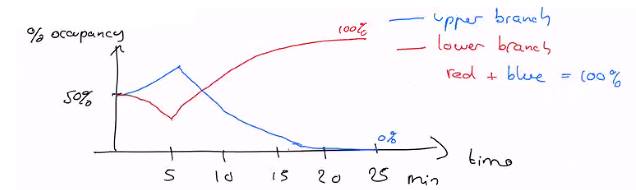 % occupancy
100%
upper branch
lower branch
red + blue = 100%
50%
0%
5 10 15 20 25 min
time